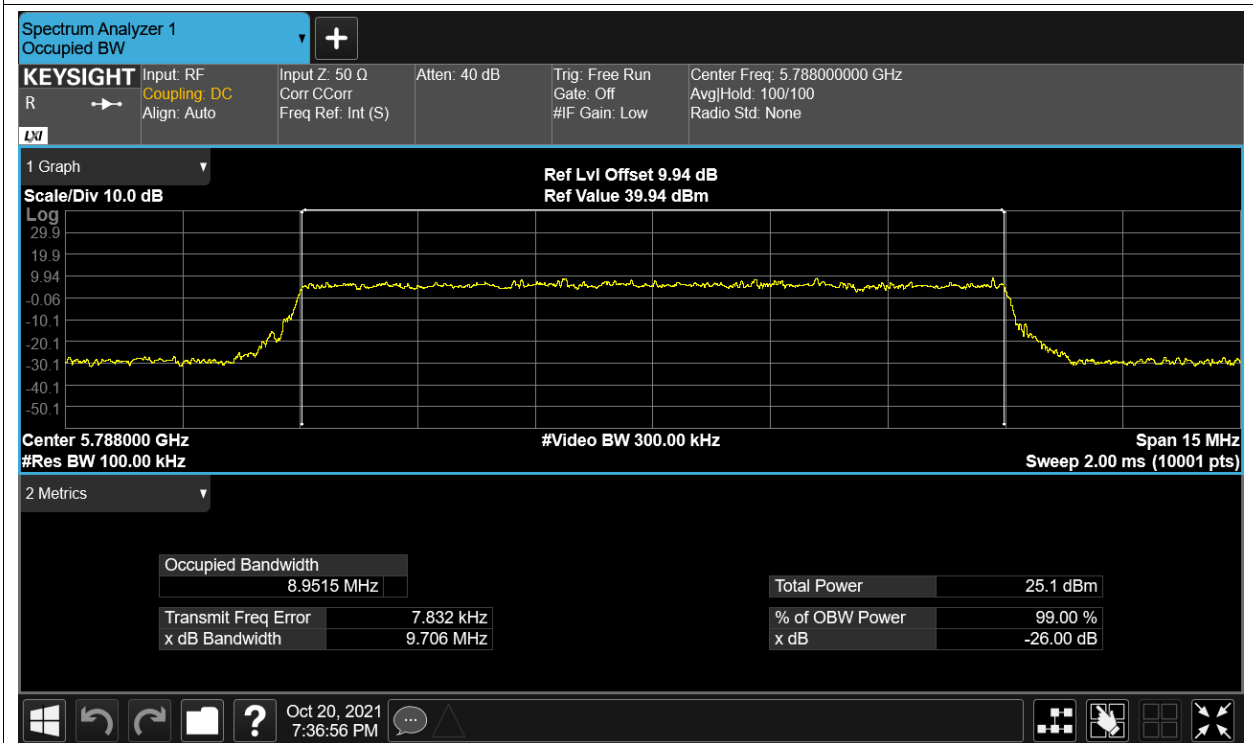 Spectrum Analyzer 1
Occupied BW
KEYSIGHT Input: RF Input Z: 50 Ω Atten: 40 dB Trig: Free Run Center Freq: 5.788000000 GHz
R Coupling: DC Corr CCorr Gate: Off Avg|Hold: 100/100
Align: Auto Freq Ref: Int (S) #IF Gain: Low Radio Std: None
LXI
1 Graph
Ref Lvl Offset 9.94 dB
Scale/Div 10.0 dB Ref Value 39.94 dBm
Log
29.9
19.9
9.94
-0.06
-10.1
-20.1
-30.1
-40.1
-50.1
Center 5.788000 GHz #Video BW 300.00 kHz Span 15 MHz
#Res BW 100.00 kHz Sweep 2.00 ms (10001 pts)
2 Metrics
Occupied Bandwidth
8.9515 MHz Total Power 25.1 dBm
Transmit Freq Error 7.832 kHz % of OBW Power 99.00 %
x dB Bandwidth 9.706 MHz x dB -26.00 dB
? Oct 20, 2021
7:36:56 PM